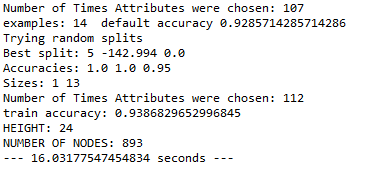 Number of Times Attributes were chosen: 107
examples: 14  default accuracy 0.9285714285714286
Trying random splits
Best split: 5 -142.994 0.0
Accuracies: 1.0 1.0 0.95
Sizes: 1 13
Number of Times Attributes were chosen: 112
train accuracy: 0.9386829652996845
HEIGHT: 24
NUMBER OF NODES: 893
--- 16.03177547454834 seconds ---